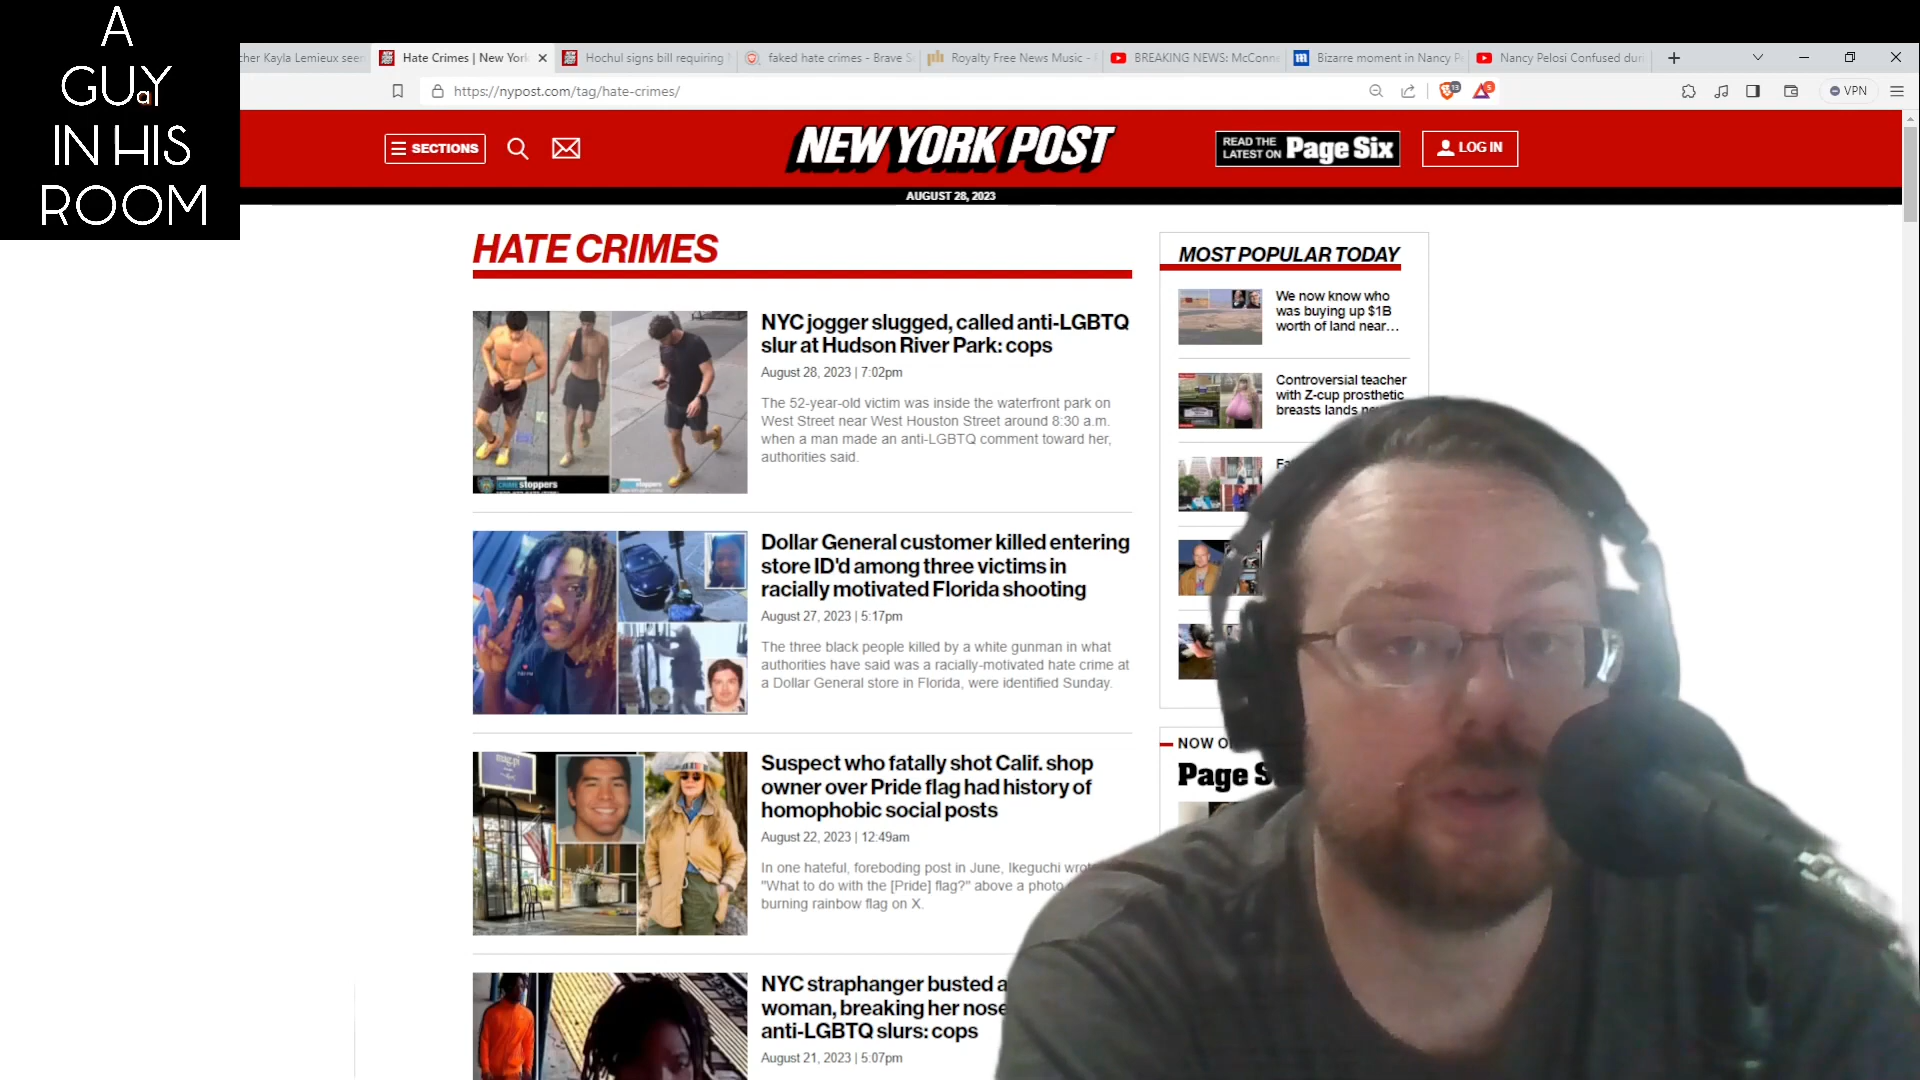 A
GUY
a
IN HIS
ROOM
cher Kayla Lemieux see
Hate Crimes | New York
Hochul signs bill requiring
faked hate crimes - Brave S
Royalty Free News Music -
BREAKING NEWS: McConn
Bizarre moment in Nancy P
Nancy Pelosi Confused dur
https://nypost.com/tag/hate-crimes/
VPN
SECTIONS
NEW YORK POST
READ THE
LATEST ON
Page Six
LOG IN
AUGUST 28, 2023
HATE CRIMES
NYC jogger slugged, called anti-LGBTQ
slur at Hudson River Park: cops
August 28, 2023 | 7:02pm
The 52-year-old victim was inside the waterfront park on
West Street near West Houston Street around 8:30 a.m.
when a man made an anti-LGBTQ comment toward her,
authorities said.
CRIME stoppers
stoppers
Dollar General customer killed entering
store ID'd among three victims in
racially motivated Florida shooting
August 27, 2023 | 5:17pm
The three black people killed by a white gunman in what
authorities have said was a racially-motivated hate crime at
a Dollar General store in Florida, were identified Sunday.
Suspect who fatally shot Calif. shop
owner over Pride flag had history of
homophobic social posts
August 22, 2023 | 12:49am
In one hateful, foreboding post in June, Ikeguchi wrot
"What to do with the [Pride] flag?" above a photo
burning rainbow flag on X.
NYC straphanger busted a
woman, breaking her nose
anti-LGBTQ slurs: cops
August 21, 2023 | 5:07pm
MOST POPULAR TODAY
We now know who
was buying up $1B
worth of land near...
Controversial teacher
with Z-cup prosthetic
breasts lands
NOW O
Page S